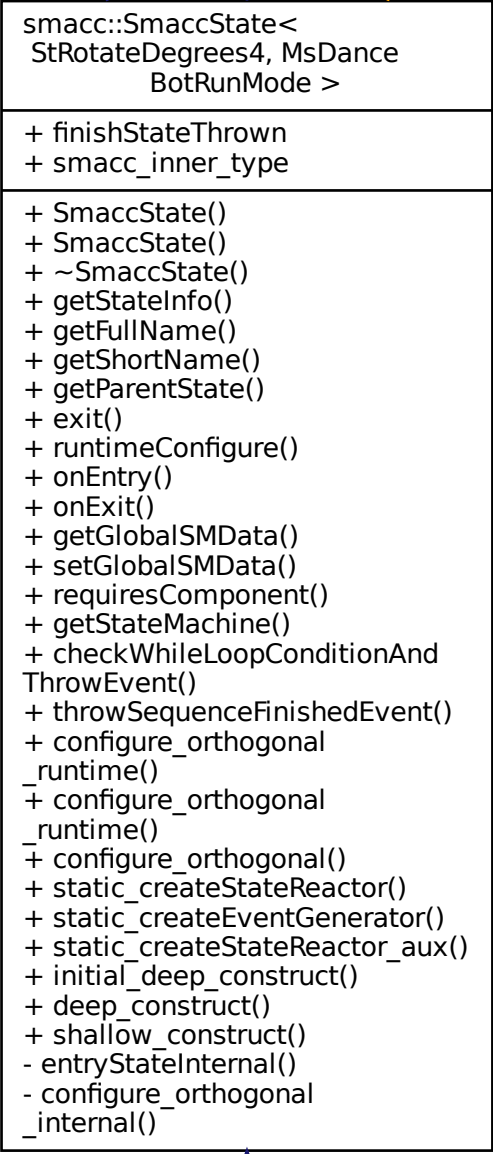 smacc::SmaccState<
StRotateDegrees4, MsDance
BotRunMode >
+ finishStateThrown
+ smacc_inner_type
+ SmaccState()
+ SmaccState()
+ ~SmaccState()
+ getStateInfo()
+ getFullName()
+ getShortName()
+ getParentState()
+ exit()
+ runtimeConfigure()
+ onEntry()
+ onExit()
+ getGlobalSMData()
+ setGlobalSMData()
+ requiresComponent()
+ getStateMachine()
+ checkWhileLoopConditionAnd
ThrowEvent()
+ throwSequenceFinishedEvent()
+ configure_orthogonal
_runtime()
+ configure_orthogonal
_runtime()
+ configure_orthogonal()
+ static_createStateReactor()
+ static_createEventGenerator()
+ static_createStateReactor_aux()
+ initial_deep_construct()
+ deep_construct()
+ shallow_construct()
- entryStateInternal()
- configure_orthogonal
_internal()